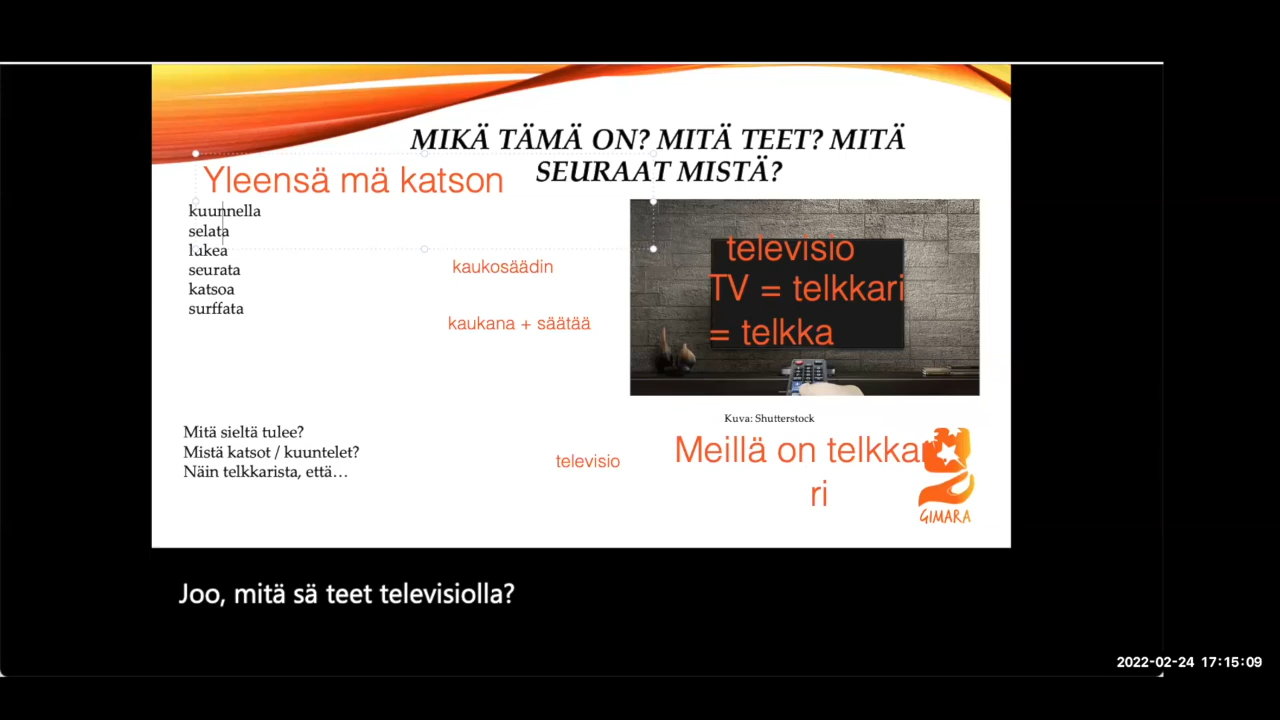 MIKÄ TÄMÄ ON? MITÄ TEET? MITÄ
SEURAAT MISTÄ?
Yleensä mä katson
kuunnella
selata
lukea
seurata
katsoa
surffata
kaukosäädin
kaukana + säätää
televisio
TV = telkkari
= telkka
Kuva: Shutterstock
Mitä sieltä tulee?
Mistä katsot / kuuntelet?
Näin telkkarista, että…
televisio
Meillä on telkka
ri
GIMARA
Joo, mitä sä teet televisiolla?
2022-02-24 17:15:09